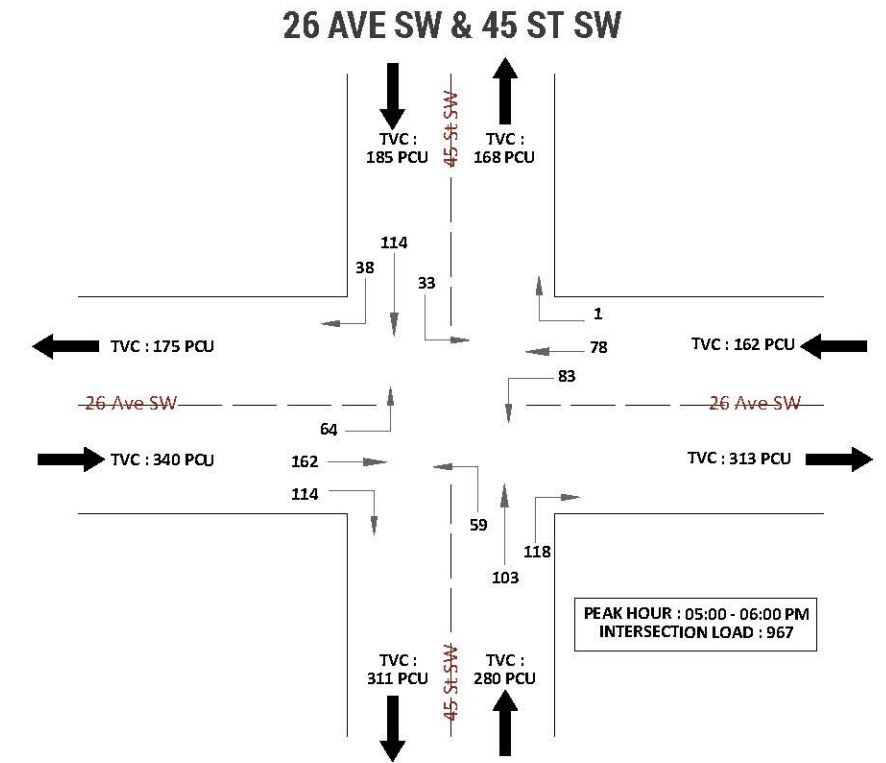 26 AVE SW & 45 ST SW
TVC :
185 PCU
45 St SW
TVC :
168 PCU
114
38
33
1
TVC : 175 PCU
78
TVC : 162 PCU
83
26 Ave SW
26 Ave SW
64
TVC : 340 PCU
162
TVC : 313 PCU
114
59
118
103
PEAK HOUR : 05:00 - 06:00 PM
INTERSECTION LOAD : 967
TVC :
311 PCU
45 St SW
TVC :
280 PCU